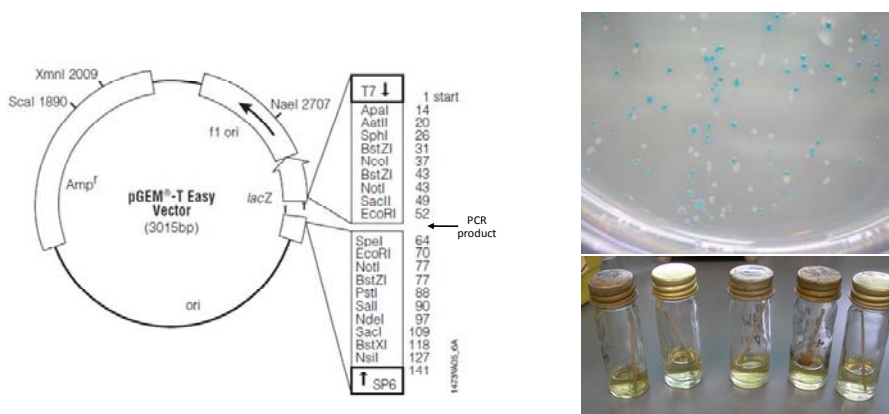 XmnI 2009
ScaI 1890
NaeI 2707
f1 ori
Ampʳ
pGEM®-T Easy
Vector
(3015bp)
lacZ
ori
T7 ↓
1 start
ApaI 14
AatII 20
SphI 26
BstZI 31
NcoI 37
BstZI 43
NotI 43
SacII 49
EcoRI 52
PCR
product
SpeI 64
EcoRI 70
NotI 77
BstZI 77
PstI 88
SalI 90
NdeI 97
SacI 109
BstXI 118
NsiI 127
141
↑ SP6
1473VA05_6A